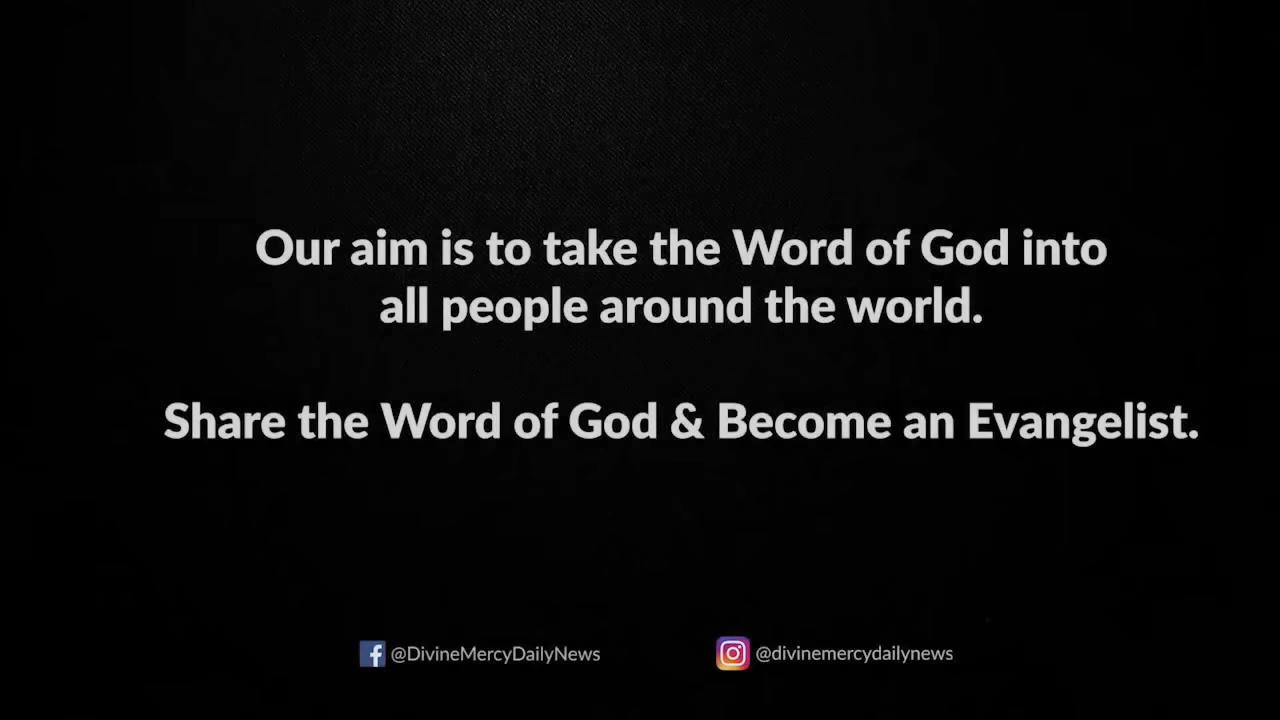 Our aim is to take the Word of God into
all people around the world.
Share the Word of God & Become an Evangelist.
@DivineMercyDailyNews
@divinemercydailynews